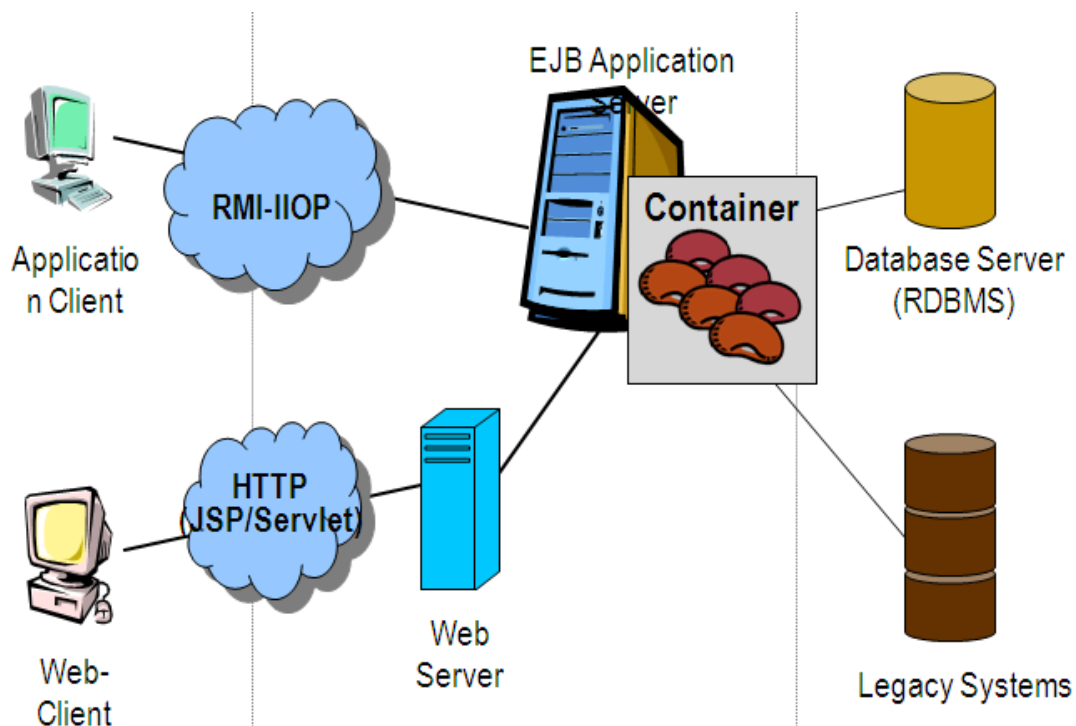 EJB Application
Server
RMI-IIOP
Container
Applicatio
n Client
Database Server
(RDBMS)
HTTP
(JSP/Servlet)
Web
Server
Web-
Client
Legacy Systems